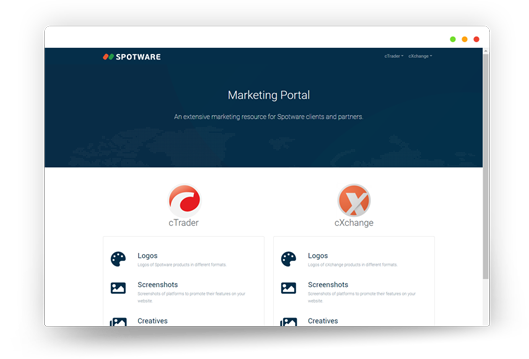 SPOTWARE
cTrader
cXchange
Marketing Portal
An extensive marketing resource for Spotware clients and partners.
cTrader
cXchange
Logos
Logos of Spotware products in different formats.
Screenshots
Screenshots of platforms to promote their features on your
website.
Creatives
Logos
Logos of cXchange products in different formats.
Screenshots
Screenshots of platforms to promote their features on your
website.
Creatives